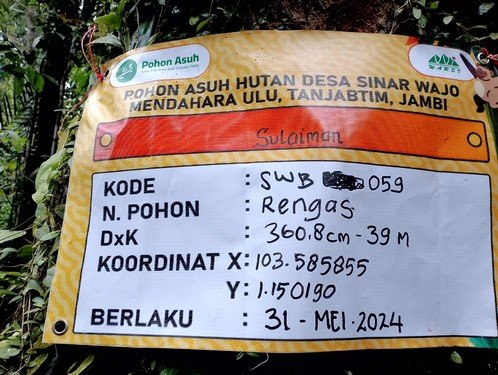 Pohon Asuh
WARSI
POHON ASUH HUTAN DESA SINAR WAJO
MENDAHARA ULU, TANJABTIM, JAMBI
Sulaiman
KODE : SWB 059
N. POHON : Rengas
DxK : 360.8cm - 39 M
KOORDINAT X: 103.585855
Y: 1.150190
BERLAKU : 31 - MEI - 2024